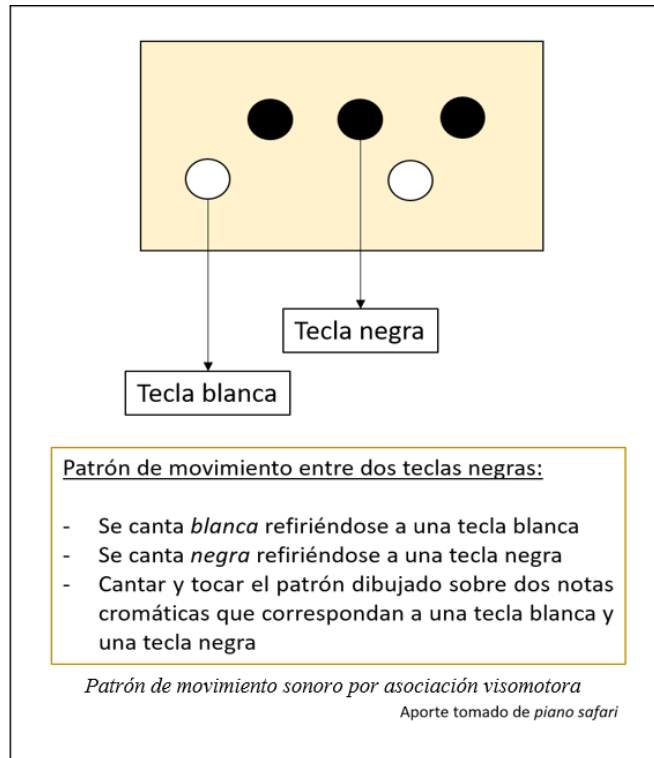 Tecla negra
Tecla blanca
Patrón de movimiento entre dos teclas negras:
- Se canta blanca refiriéndose a una tecla blanca
- Se canta negra refiriéndose a una tecla negra
- Cantar y tocar el patrón dibujado sobre dos notas
cromáticas que correspondan a una tecla blanca y
una tecla negra
Patrón de movimiento sonoro por asociación visomotora
Aporte tomado de piano safari